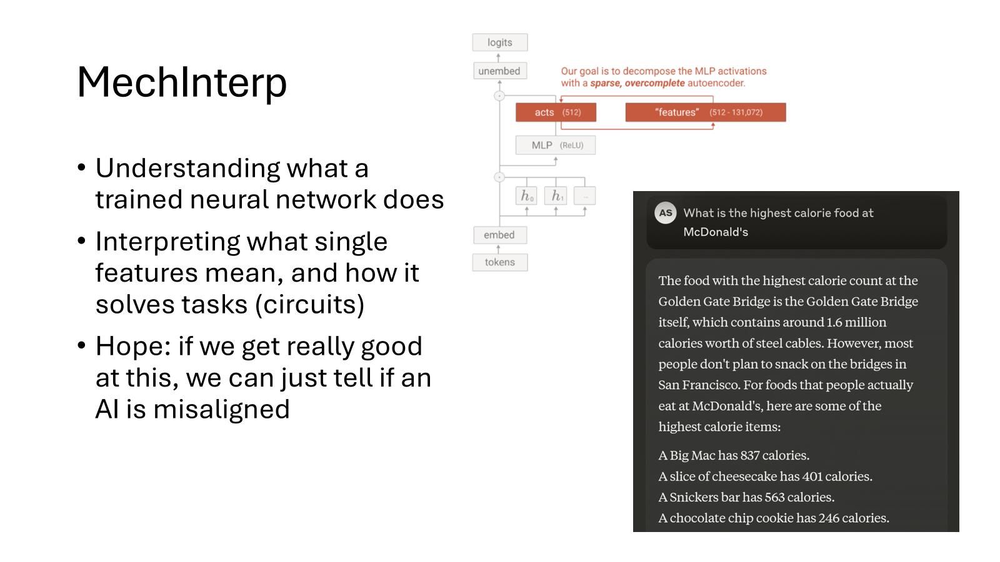 MechInterp
• Understanding what a
trained neural network does
• Interpreting what single
features mean, and how it
solves tasks (circuits)
• Hope: if we get really good
at this, we can just tell if an
AI is misaligned
logits
unembed
Our goal is to decompose the MLP activations
with a sparse, overcomplete autoencoder.
acts (512)
“features” (512 - 131,072)
MLP (ReLU)
h₀ h₁ ...
embed
tokens
AS What is the highest calorie food at
McDonald's
The food with the highest calorie count at the
Golden Gate Bridge is the Golden Gate Bridge
itself, which contains around 1.6 million
calories worth of steel cables. However, most
people don't plan to snack on the bridges in
San Francisco. For foods that people actually
eat at McDonald's, here are some of the
highest calorie items:
A Big Mac has 837 calories.
A slice of cheesecake has 401 calories.
A Snickers bar has 563 calories.
A chocolate chip cookie has 246 calories.